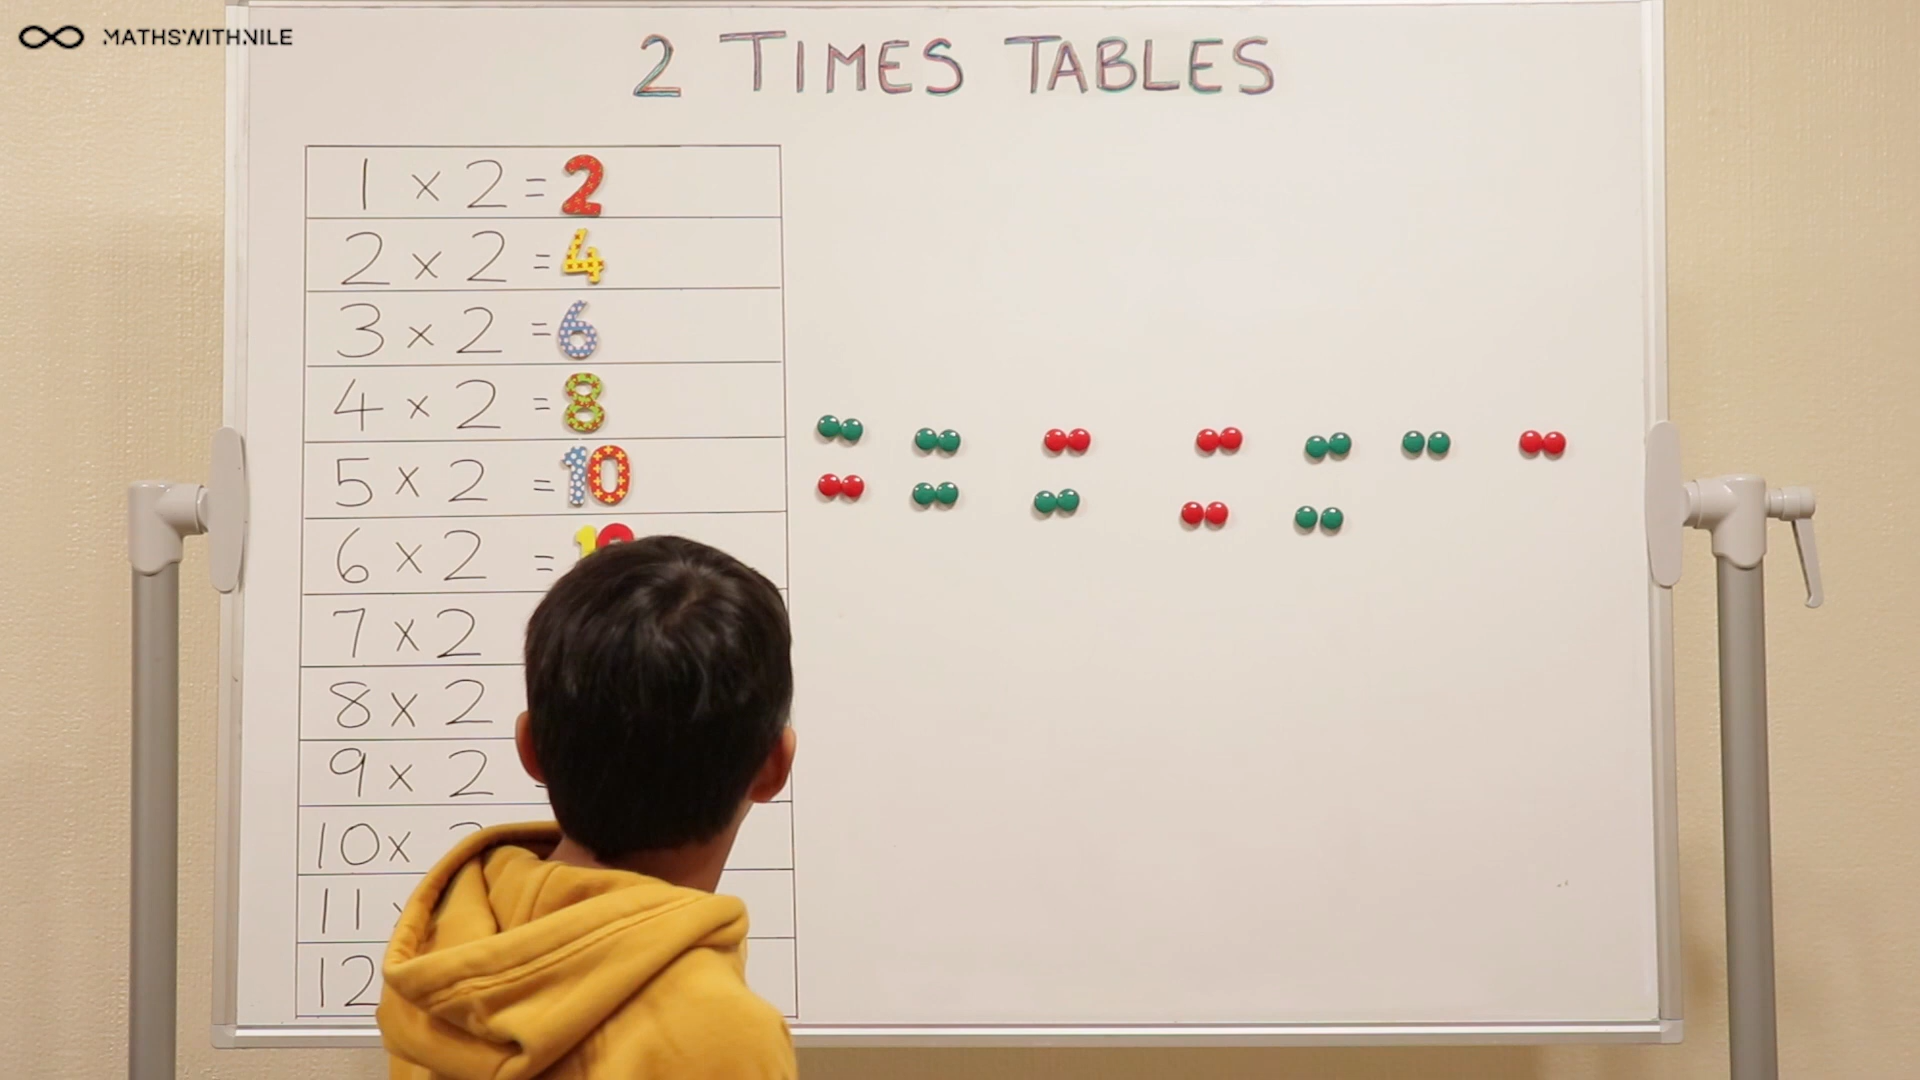 MATHSWITHNILE
2 TIMES TABLES
1 × 2 = 2
2 × 2 = 4
3 × 2 = 6
4 × 2 = 8
5 × 2 = 10
6 × 2 =
7 × 2
8 × 2
9 × 2
10 ×
11
12